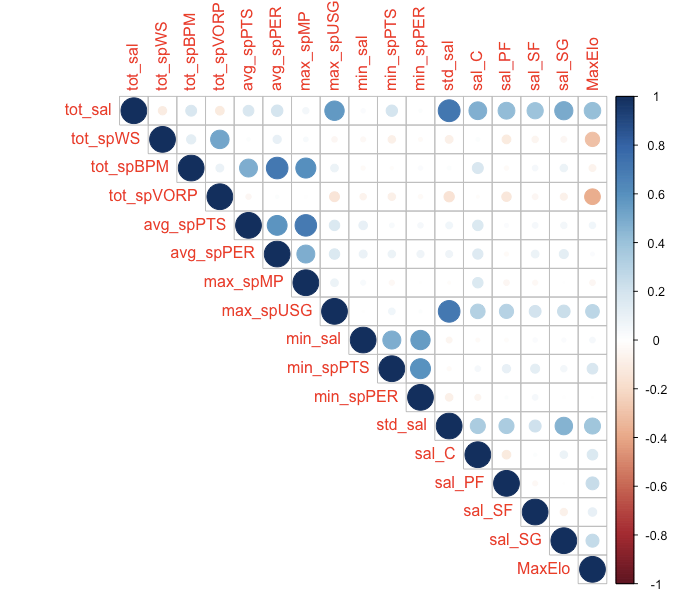 tot_sal
tot_spWS
tot_spBPM
tot_spVORP
avg_spPTS
avg_spPER
max_spMP
max_spUSG
min_sal
min_spPTS
min_spPER
std_sal
sal_C
sal_PF
sal_SF
sal_SG
MaxElo
tot_sal
tot_spWS
tot_spBPM
tot_spVORP
avg_spPTS
avg_spPER
max_spMP
max_spUSG
min_sal
min_spPTS
min_spPER
std_sal
sal_C
sal_PF
sal_SF
sal_SG
MaxElo
1
0.8
0.6
0.4
0.2
0
-0.2
-0.4
-0.6
-0.8
-1